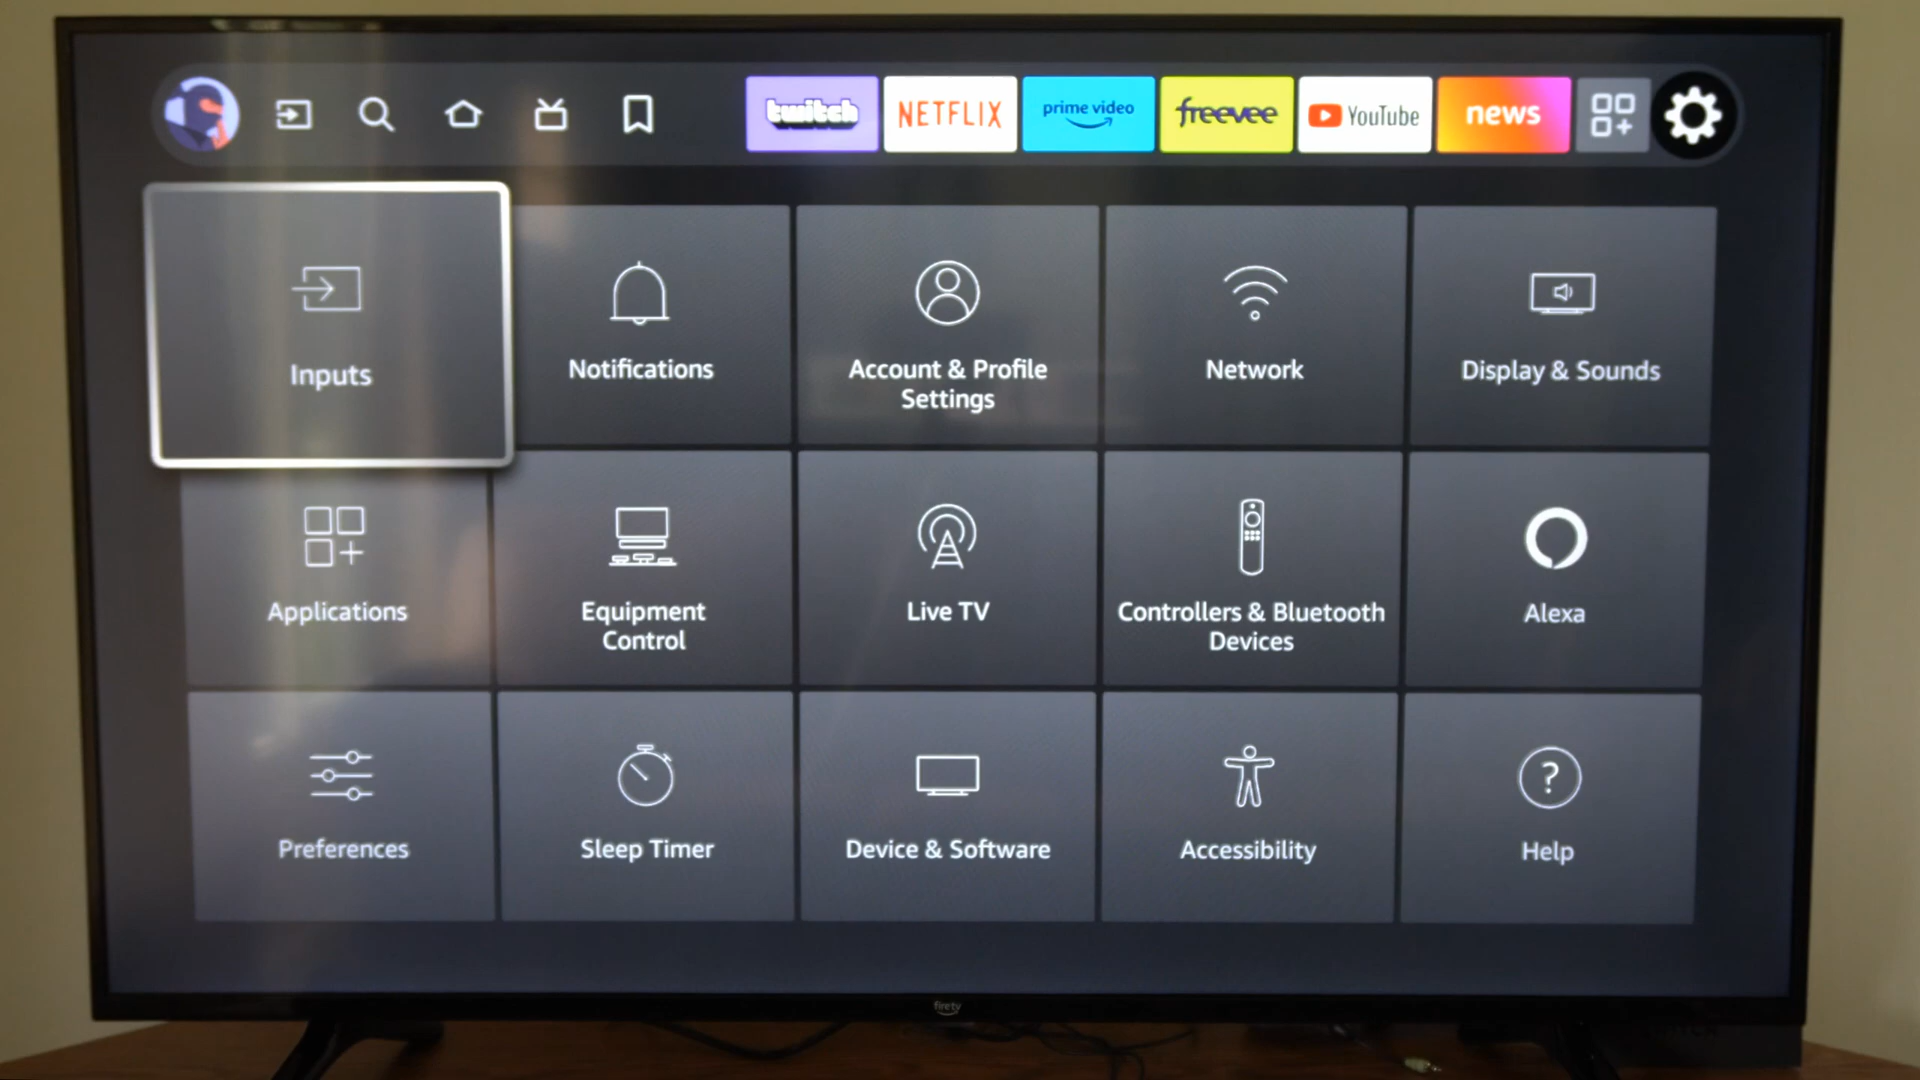 twitch
NETFLIX
prime video
freevee
YouTube
news
Inputs
Notifications
Account & Profile
Settings
Network
Display & Sounds
Applications
Equipment
Control
Live TV
Controllers & Bluetooth
Devices
Alexa
Preferences
Sleep Timer
Device & Software
Accessibility
?
Help
firetv